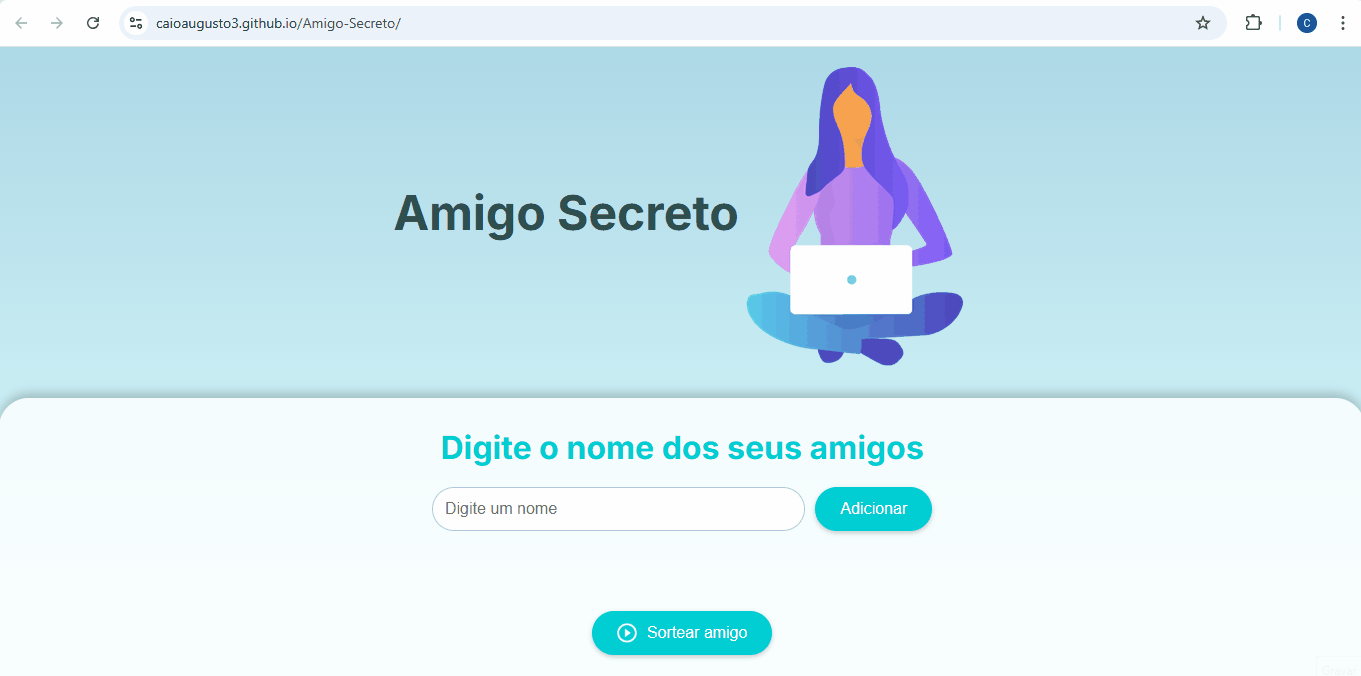 caioaugusto3.github.io/Amigo-Secreto/
C
Amigo Secreto
Digite o nome dos seus amigos
Digite um nome
Adicionar
Sortear amigo